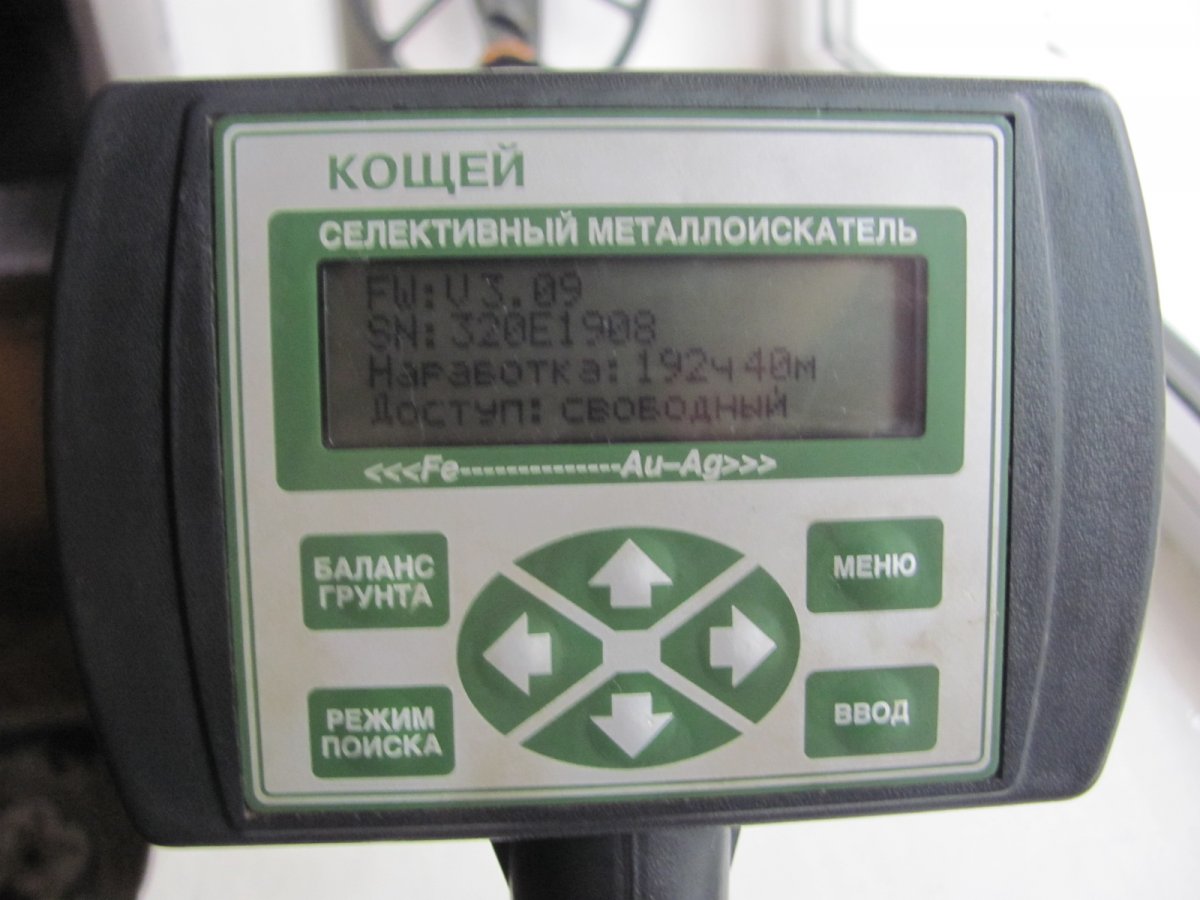 КОЩЕЙ
СЕЛЕКТИВНЫЙ МЕТАЛЛОИСКАТЕЛЬ
FW:V3.09
SN:320E1908
Наработка:192ч40м
Доступ: свободный
<<<Fe--------------Au-Ag>>>
БАЛАНС
ГРУНТА
МЕНЮ
РЕЖИМ
ПОИСКА
ВВОД